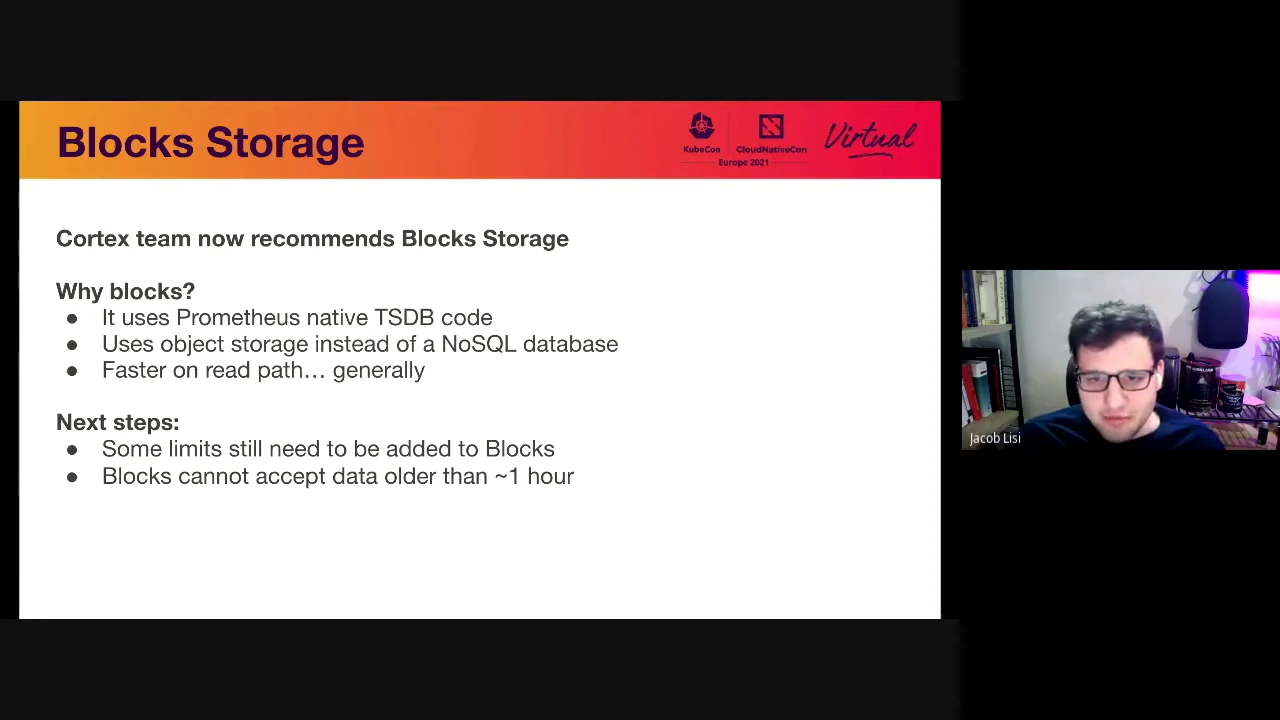 Blocks Storage
KubeCon
CloudNativeCon
Europe 2021
Virtual
Cortex team now recommends Blocks Storage
Why blocks?
● It uses Prometheus native TSDB code
● Uses object storage instead of a NoSQL database
● Faster on read path… generally
Next steps:
● Some limits still need to be added to Blocks
● Blocks cannot accept data older than ~1 hour
Jacob Lisi